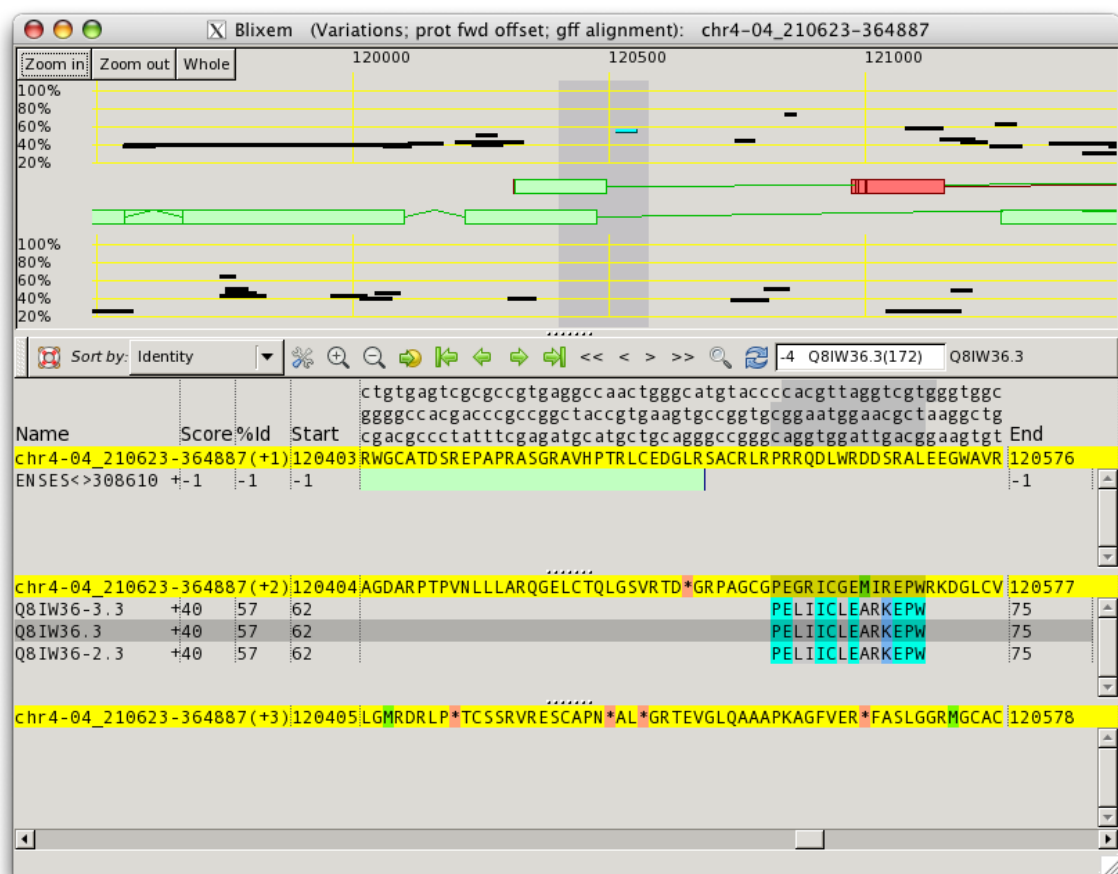 Blixem (Variations; prot fwd offset; gff alignment): chr4-04_210623-364887
Zoom in Zoom out Whole 120000 120500 121000
100%
80%
60%
40%
20%
100%
80%
60%
40%
20%
Sort by: Identity << < > >> -4 Q8IW36.3(172) Q8IW36.3
ctgtgagtcgcgccgtgaggccaactgggcatgtaccccacgttaggtcgtgggtggc
ggggccacgacccgccggctaccgtgaagtgccggtgcggaatggaacgctaaggctg
Name Score %Id Start cgacgccctatttcgagatgcatgctgcagggccgggcaggtggattgacggaagtgt End
chr4-04_210623-364887(+1) 120403 RWGCATDSREPAPRASGRAVHPTRLCEDGLRSACRLRPRRQDLWRDDSRALEEGWAVR 120576
ENSES<>308610 +-1 -1 -1 -1
chr4-04_210623-364887(+2) 120404 AGDARPTPVNLLLARQGELCTQLGSVRTD*GRPAGCGPEGRICGEMIREPWRKDGLCV 120577
Q8IW36-3.3 +40 57 62 PELIICLEARKEPW 75
Q8IW36.3 +40 57 62 PELIICLEARKEPW 75
Q8IW36-2.3 +40 57 62 PELIICLEARKEPW 75
chr4-04_210623-364887(+3) 120405 LGMRDRLP*TCSSRVRESCAPN*AL*GRTEVGLQAAAPKAGFVER*FASLGGRMGCAC 120578